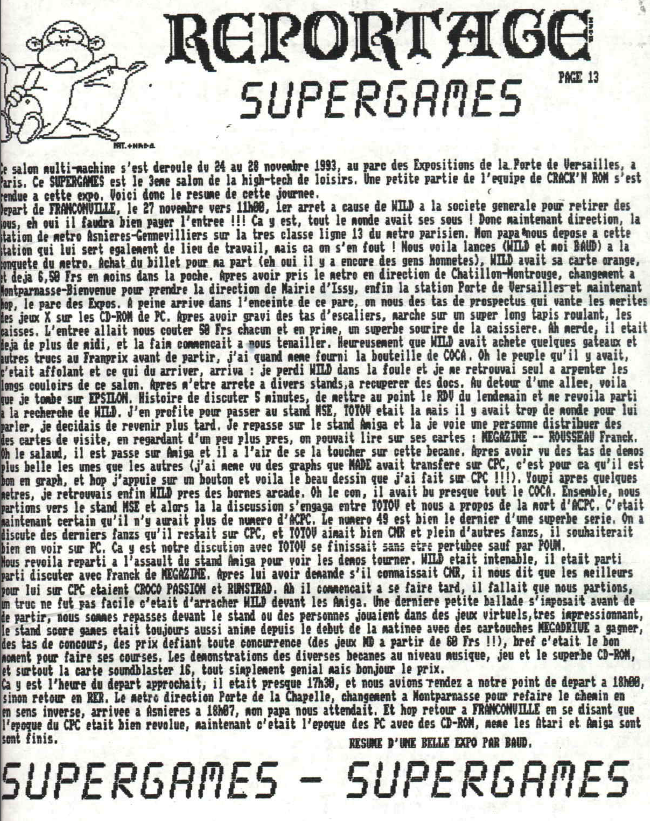 REPORTAGE
PAGE 13
SUPERGAMES
Ce salon multi-machine s'est deroule du 24 au 28 novembre 1993, au parc des Expositions de la Porte de Versailles, a
Paris. Ce SUPERGAMES est le 3eme salon de la high-tech de loisirs. Une petite partie de l'equipe de CRACK'N ROM s'est
rendue a cette expo. Voici donc le resume de cette journee.
Depart de FRANCONVILLE, le 27 novembre vers 11h00, 1er arret a cause de WILD a la societe generale pour retirer des
sous, eh oui il faudra bien payer l'entree !!! Ca y est, tout le monde avait ses sous ! Donc maintenant direction, la
station de metro Asnieres-Gennevilliers sur la tres classe ligne 13 du metro parisien. Mon papa nous depose a cette
station qui lui sert egalement de lieu de travail, mais ca on s'en fout ! Nous voila lances (WILD et moi BAUD) a la
conquete du metro. Achat du billet pour ma part (eh oui il y a encore des gens honnetes), WILD avait sa carte orange,
et deja 6,50 Frs en moins dans la poche. Apres avoir pris le metro en direction de Chatillon-Montrouge, changement a
Montparnasse-Bienvenue pour prendre la direction de Mairie d'Issy, enfin la station Porte de Versailles et maintenant
hop, le parc des Expos. A peine arrive dans l'enceinte de ce parc, on nous des tas de prospectus qui vante les merites
des jeux X sur les CD-ROM de PC. Apres avoir gravi des tas d'escaliers, marche sur un super long tapis roulant, les
caisses. L'entree allait nous couter 50 Frs chacun et en prime, un superbe sourire de la caissiere. Ah merde, il etait
deja de plus de midi, et la faim commencait a nous tenailler. Heureusement que WILD avait achete quelques gateaux et
autres trucs au Franprix avant de partir, j'ai quand meme fourni la bouteille de COCA. Oh le peuple qu'il y avait,
c'etait affolant et ce qui du arriver, arriva : je perdi WILD dans la foule et je me retrouvai seul a arpenter les
longs couloirs de ce salon. Apres m'etre arrete a divers stands,a recuperer des docs. Au detour d'une allee, voila
que je tombe sur EPSILON. Histoire de discuter 5 minutes, de mettre au point le RDV du lendemain et me revoila parti
a la recherche de WILD. J'en profite pour passer au stand MSE, TOTOV etait la mais il y avait trop de monde pour lui
parler, je decidais de revenir plus tard. Je repasse sur le stand Amiga et la je voie une personne distribuer des
des cartes de visite, en regardant d'un peu plus pres, on pouvait lire sur ses cartes : MEGAZINE -- ROUSSEAU Franck.
Oh le salaud, il est passe sur Amiga et il a l'air de se la toucher sur cette becane. Apres avoir vu des tas de demos
plus belle les unes que les autres (j'ai meme vu des graphs que MADE avait transfere sur CPC, c'est pour ca qu'il est
bon en graph, et hop j'appuie sur un bouton et voila le beau dessin que j'ai fait sur CPC !!!). Youpi apres quelques
metres, je retrouvais enfin WILD pres des bornes arcade. Oh le con, il avait bu presque tout le COCA. Ensemble, nous
partions vers le stand MSE et alors la la discussion s'engaga entre TOTOV et nous a propos de la mort d'ACPC. C'etait
maintenant certain qu'il n'y aurait plus de numero d'ACPC. Le numero 49 est bien le dernier d'une superbe serie. On a
discute des derniers fanzs qu'il restait sur CPC, et TOTOV aimait bien CMR et plein d'autres fanzs, il souhaiterait
bien en voir sur PC. Ca y est notre discution avec TOTOV se finissait sans etre pertubee sauf par POUM.
Nous revoila reparti a l'assault du stand Amiga pour voir les demos tourner. WILD etait intenable, il etait parti
parti discuter avec Franck de MEGAZINE. Apres lui avoir demande s'il connaissait CMR, il nous dit que les meilleurs
pour lui sur CPC etaient CROCO PASSION et RUNSTRAD. Ah il commencait a se faire tard, il fallait que nous partions,
un truc ne fut pas facile c'etait d'arracher WILD devant les Amiga. Une derniere petite ballade s'imposait avant de
de partir, nous sommes repasses devant le stand ou des personnes jouaient dans des jeux virtuels,tres impressionnant,
le stand score games etait toujours aussi anime depuis le debut de la matinee avec des cartouches MEGADRIVE a gagner,
des tas de concours, des prix defiant toute concurrence (des jeux MD a partir de 60 Frs !!), bref c'etait le bon
moment pour faire ses courses. Les demonstrations des diverses becanes au niveau musique, jeu et le superbe CD-ROM,
et surtout la carte soundblaster 16, tout simplement genial mais bonjour le prix.
Ca y est l'heure du depart approchait, il etait presque 17h30, et nous avions rendez a notre point de depart a 18h00,
sinon retour en RER. Le metro direction Porte de la Chapelle, changement a Montparnasse pour refaire le chemin en
en sens inverse, arrivee a Asnieres a 18h07, mon papa nous attendait. Et hop retour a FRANCONVILLE en se disant que
l'epoque du CPC etait bien revolue, maintenant c'etait l'epoque des PC avec des CD-ROM, meme les Atari et Amiga sont
sont finis.
RESUME D'UNE BELLE EXPO PAR BAUD.
SUPERGAMES - SUPERGAMES